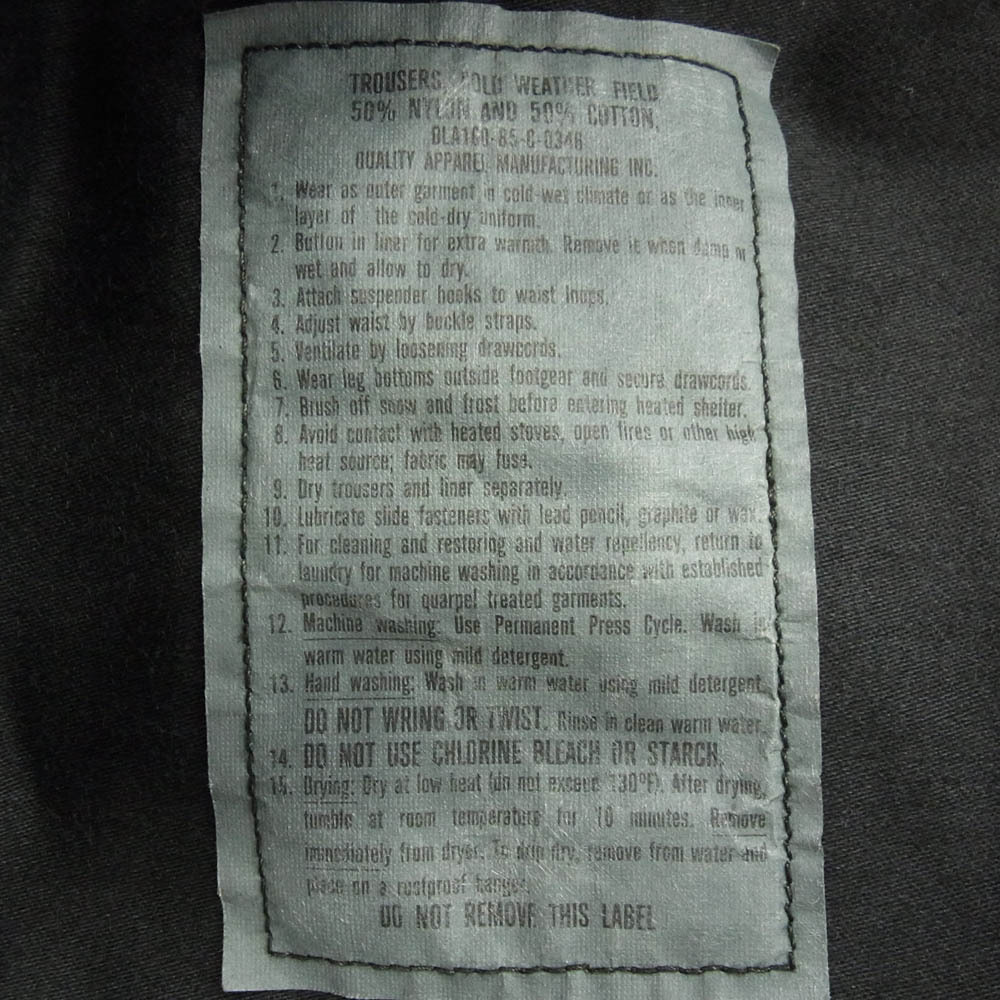 TROUSERS, COLD WEATHER FIELD
50% NYLON AND 50% COTTON,
DLA100-85-C-0346
QUALITY APPAREL MANUFACTURING INC.
1. Wear as outer garment in cold-wet climate or as the inner
layer of the cold-dry uniform.
2. Button in liner for extra warmth. Remove it when damp or
wet and allow to dry.
3. Attach suspender hooks to waist loops.
4. Adjust waist by buckle straps.
5. Ventilate by loosening drawcords.
6. Wear leg bottoms outside footgear and secure drawcords.
7. Brush off snow and frost before entering heated shelter.
8. Avoid contact with heated stoves, open fires or other high
heat source; fabric may fuse.
9. Dry trousers and liner separately.
10. Lubricate slide fasteners with lead pencil, graphite or wax.
11. For cleaning and restoring and water repellency, return to
laundry for machine washing in accordance with established
procedures for quarpel treated garments.
12. Machine washing: Use Permanent Press Cycle. Wash in
warm water using mild detergent.
13. Hand washing: Wash in warm water using mild detergent.
DO NOT WRING OR TWIST. Rinse in clean warm water.
14. DO NOT USE CHLORINE BLEACH OR STARCH.
15. Drying: Dry at low heat (do not exceed 130°F). After drying,
tumble at room temperature for 10 minutes. Remove
immediately from dryer. To drip dry, remove from water and
place on a rustproof hanger.
DO NOT REMOVE THIS LABEL